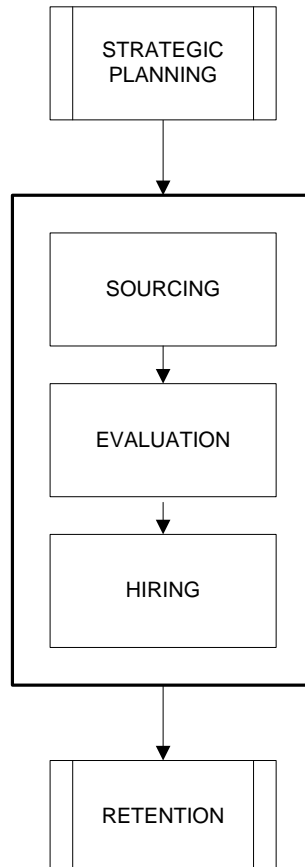 STRATEGIC
PLANNING
SOURCING
EVALUATION
HIRING
RETENTION